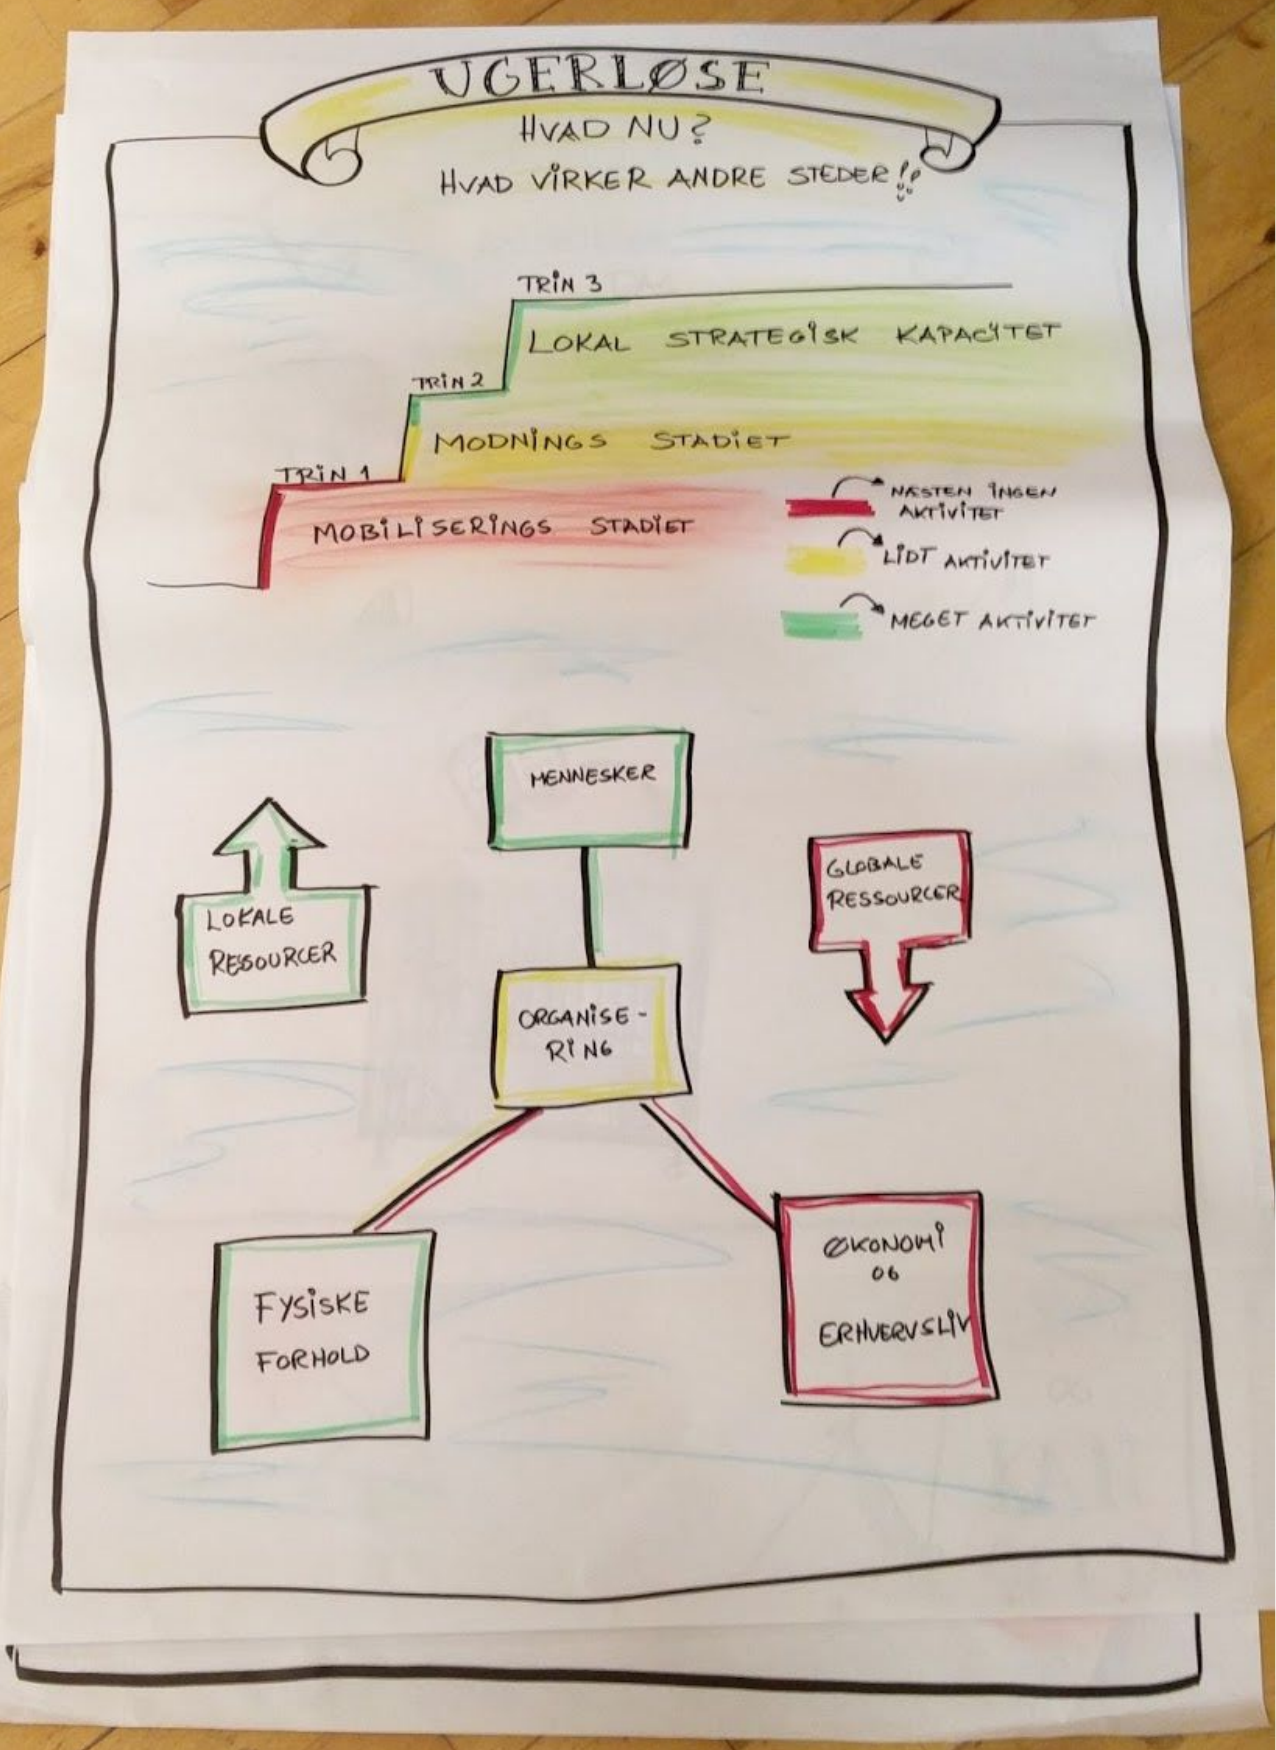 UGERLØSE
HVAD NU?
HVAD VIRKER ANDRE STEDER!!
TRIN 3
LOKAL STRATEGISK KAPACITET
TRIN 2
MODNINGS STADIET
TRIN 1
MOBILISERINGS STADIET
NÆSTEN INGEN
AKTIVITET
LIDT AKTIVITET
MEGET AKTIVITET
MENNESKER
LOKALE
RESSOURCER
GLOBALE
RESSOURCER
ORGANISE-
RING
FYSISKE
FORHOLD
ØKONOMI
OG
ERHVERVSLIV